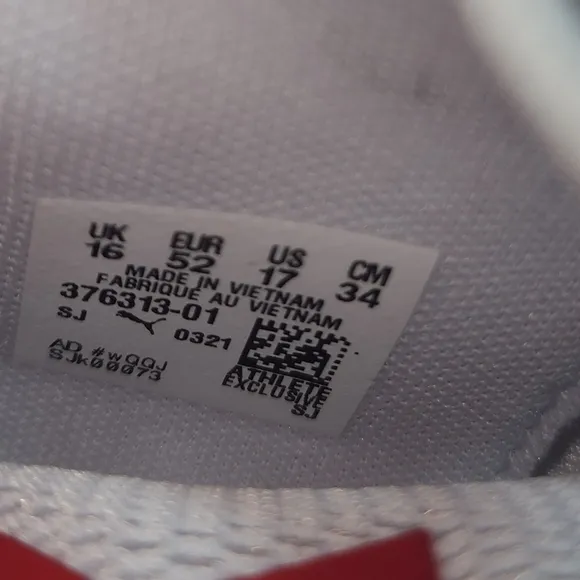 UK EUR US CM
16 52 17 34
MADE IN VIETNAM
FABRIQUE AU VIETNAM
376313-01
SJ 0321
AD #wQQJ
SJk00073
ATHLETE
EXCLUSIVE
SJ